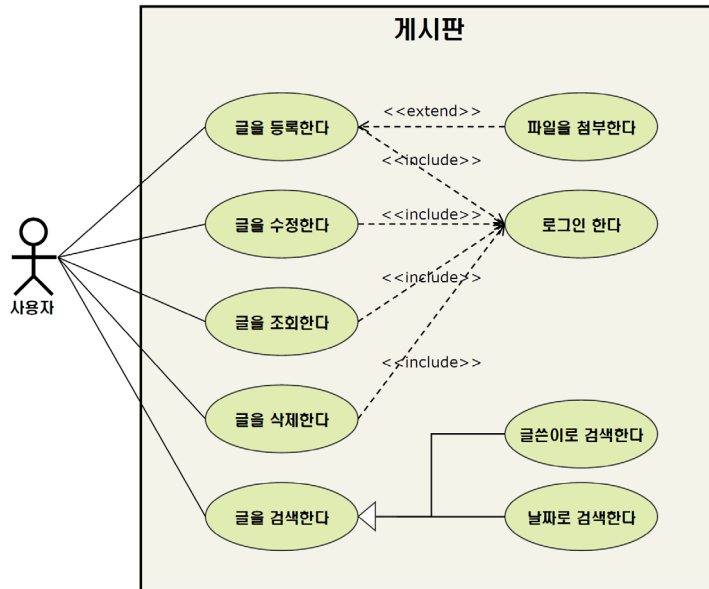 게시판
글을 등록한다
<<extend>>
파일을 첨부한다
<<include>>
글을 수정한다
<<include>>
로그인 한다
사용자
<<include>>
글을 조회한다
<<include>>
글을 삭제한다
글쓴이로 검색한다
글을 검색한다
날짜로 검색한다